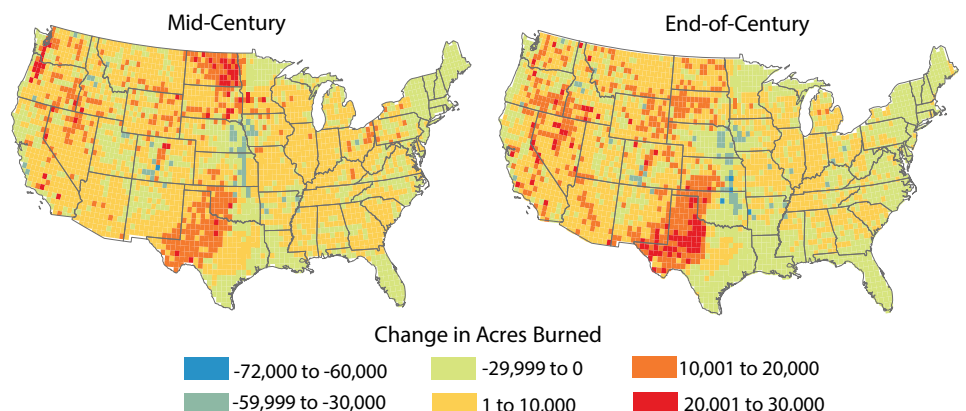 Mid-Century
End-of-Century
Change in Acres Burned
-72,000 to -60,000
-29,999 to 0
10,001 to 20,000
-59,999 to -30,000
1 to 10,000
20,001 to 30,000